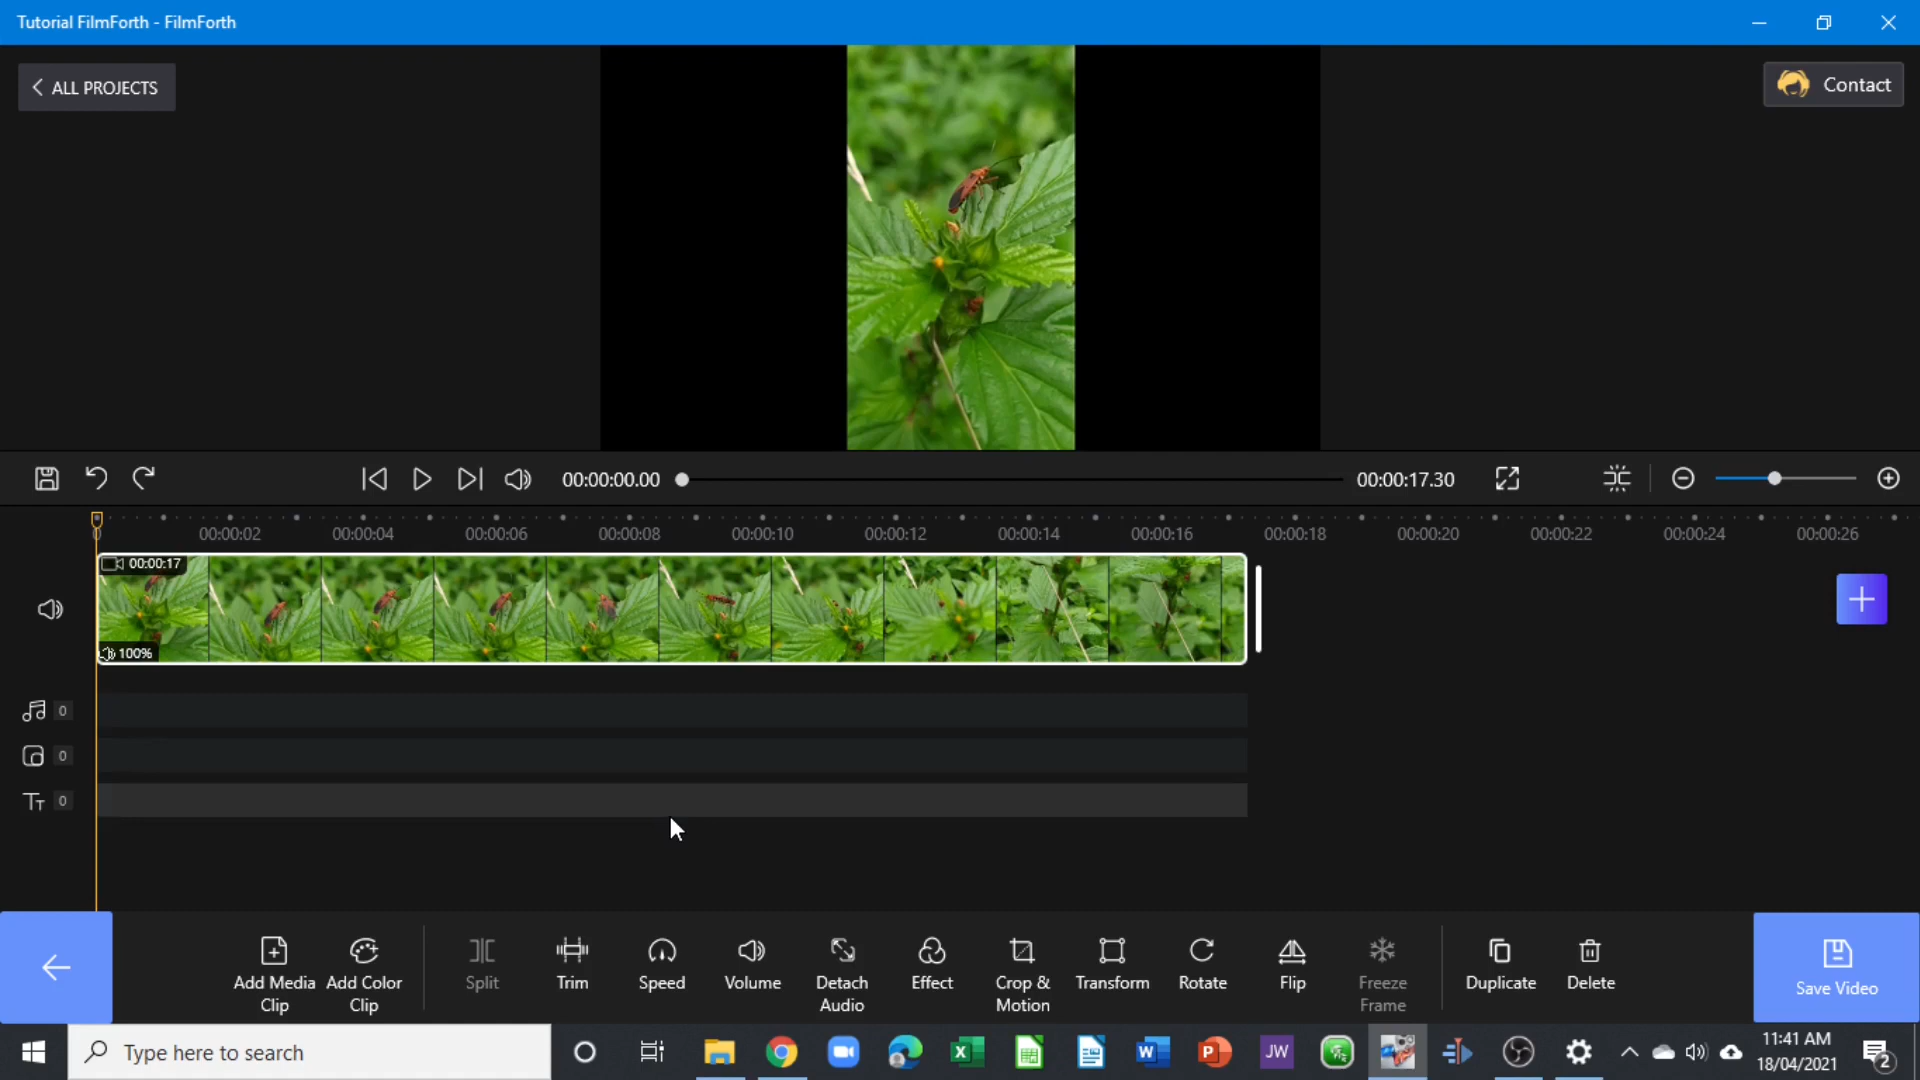 Tutorial FilmForth - FilmForth
ALL PROJECTS
Contact
00:00:00.00
00:00:17.30
0
00:00:02
00:00:04
00:00:06
00:00:08
00:00:10
00:00:12
00:00:14
00:00:16
00:00:18
00:00:20
00:00:22
00:00:24
00:00:26
00:00:17
100%
0
0
Tт 0
Add Media Clip
Add Color Clip
Split
Trim
Speed
Volume
Detach Audio
Effect
Crop & Motion
Transform
Rotate
Flip
Freeze Frame
Duplicate
Delete
Save Video
Type here to search
JW
11:41 AM
18/04/2021
2